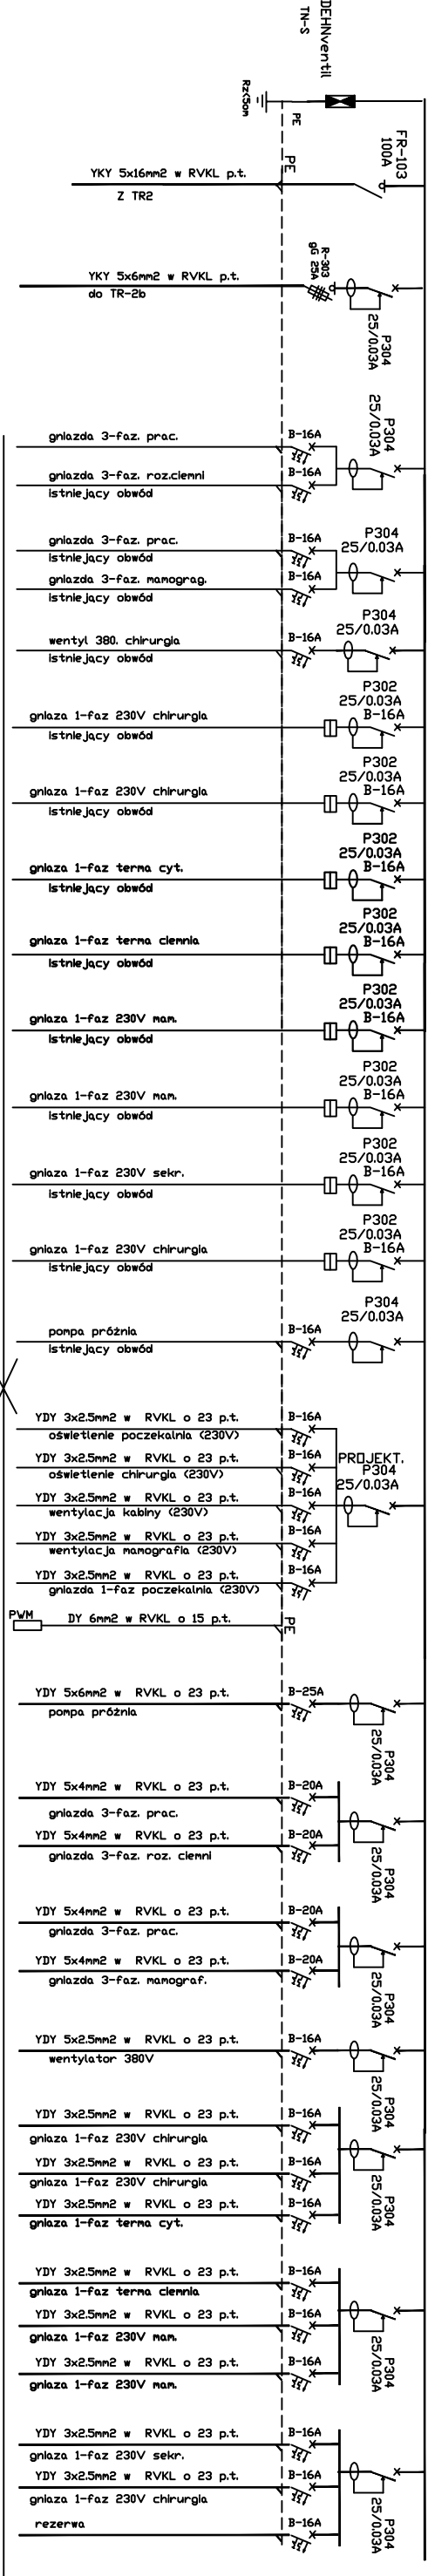 DEHNventil
TN-S
Rz<5om
PE
PE
FR-103
100A
YKY 5x16mm2 w RVKL p.t.
Z TR2
R-303
gG 25A
P304
25/0.03A
YKY 5x6mm2 w RVKL p.t.
do TR-2b
P304
25/0.03A
gniazda 3-faz. prac.
B-16A
gniazda 3-faz. roz.ciemni
B-16A
istniejący obwód
P304
25/0.03A
gniazda 3-faz. prac.
B-16A
istniejący obwód
gniazda 3-faz. mamograg.
B-16A
istniejący obwód
P304
25/0.03A
wentyl 380. chirurgia
B-16A
istniejący obwód
P302
25/0.03A
B-16A
gniaza 1-faz 230V chirurgia
istniejący obwód
P302
25/0.03A
B-16A
gniaza 1-faz 230V chirurgia
istniejący obwód
P302
25/0.03A
B-16A
gniaza 1-faz terma cyt.
istniejący obwód
P302
25/0.03A
B-16A
gniaza 1-faz terma ciemnia
istniejący obwód
P302
25/0.03A
B-16A
gniaza 1-faz 230V mam.
istniejący obwód
P302
25/0.03A
B-16A
gniaza 1-faz 230V mam.
istniejący obwód
P302
25/0.03A
B-16A
gniaza 1-faz 230V sekr.
istniejący obwód
P302
25/0.03A
B-16A
gniaza 1-faz 230V chirurgia
istniejący obwód
P304
25/0.03A
pompa próżnia
B-16A
istniejący obwód
PROJEKT.
P304
25/0.03A
YDY 3x2.5mm2 w RVKL o 23 p.t.
B-16A
oświetlenie poczekalnia (230V)
YDY 3x2.5mm2 w RVKL o 23 p.t.
B-16A
oświetlenie chirurgia (230V)
YDY 3x2.5mm2 w RVKL o 23 p.t.
B-16A
wentylacja kabiny (230V)
YDY 3x2.5mm2 w RVKL o 23 p.t.
B-16A
wentylacja mamografia (230V)
YDY 3x2.5mm2 w RVKL o 23 p.t.
B-16A
gniazda 1-faz poczekalnia (230V)
PWM
DY 6mm2 w RVKL o 15 p.t.
PE
YDY 5x6mm2 w RVKL o 23 p.t.
B-25A
pompa próżnia
P304
25/0.03A
YDY 5x4mm2 w RVKL o 23 p.t.
B-20A
gniazda 3-faz. prac.
YDY 5x4mm2 w RVKL o 23 p.t.
B-20A
gniazda 3-faz. roz. ciemni
P304
25/0.03A
YDY 5x4mm2 w RVKL o 23 p.t.
B-20A
gniazda 3-faz. prac.
YDY 5x4mm2 w RVKL o 23 p.t.
B-20A
gniazda 3-faz. mamograf.
P304
25/0.03A
YDY 5x2.5mm2 w RVKL o 23 p.t.
B-16A
wentylator 380V
P304
25/0.03A
YDY 3x2.5mm2 w RVKL o 23 p.t.
B-16A
gniaza 1-faz 230V chirurgia
YDY 3x2.5mm2 w RVKL o 23 p.t.
B-16A
gniaza 1-faz 230V chirurgia
YDY 3x2.5mm2 w RVKL o 23 p.t.
B-16A
gniaza 1-faz terma cyt.
P304
25/0.03A
YDY 3x2.5mm2 w RVKL o 23 p.t.
B-16A
gniaza 1-faz terma ciemnia
YDY 3x2.5mm2 w RVKL o 23 p.t.
B-16A
gniaza 1-faz 230V mam.
YDY 3x2.5mm2 w RVKL o 23 p.t.
B-16A
gniaza 1-faz 230V mam.
P304
25/0.03A
YDY 3x2.5mm2 w RVKL o 23 p.t.
B-16A
gniaza 1-faz 230V sekr.
YDY 3x2.5mm2 w RVKL o 23 p.t.
B-16A
gniaza 1-faz 230V chirurgia
rezerwa
B-16A
P304
25/0.03A